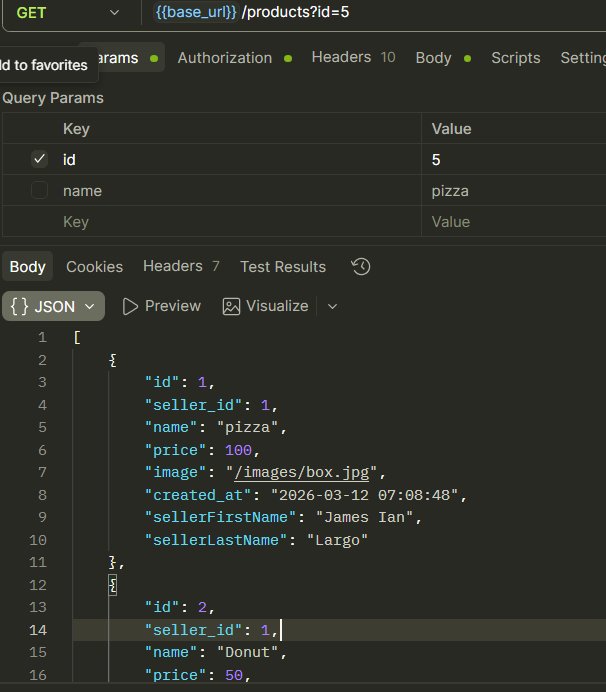 GET {{base_url}} /products?id=5
ld to favorites
arams Authorization Headers 10 Body Scripts Setting
Query Params
Key Value
id 5
name pizza
Key Value
Body Cookies Headers 7 Test Results
{} JSON Preview Visualize
1 [
2 {
3 "id": 1,
4 "seller_id": 1,
5 "name": "pizza",
6 "price": 100,
7 "image": "/images/box.jpg",
8 "created_at": "2026-03-12 07:08:48",
9 "sellerFirstName": "James Ian",
10 "sellerLastName": "Largo"
11 },
12 {
13 "id": 2,
14 "seller_id": 1,
15 "name": "Donut",
16 "price": 50,